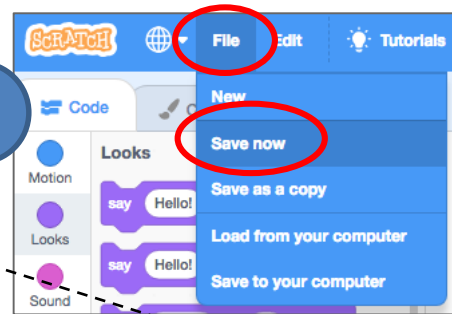 SCRATCH File Edit Tutorials
Code
New
Looks
Save now
Motion
say Hello!
Save as a copy
Looks
Load from your computer
say Hello!
Save to your computer
Sound